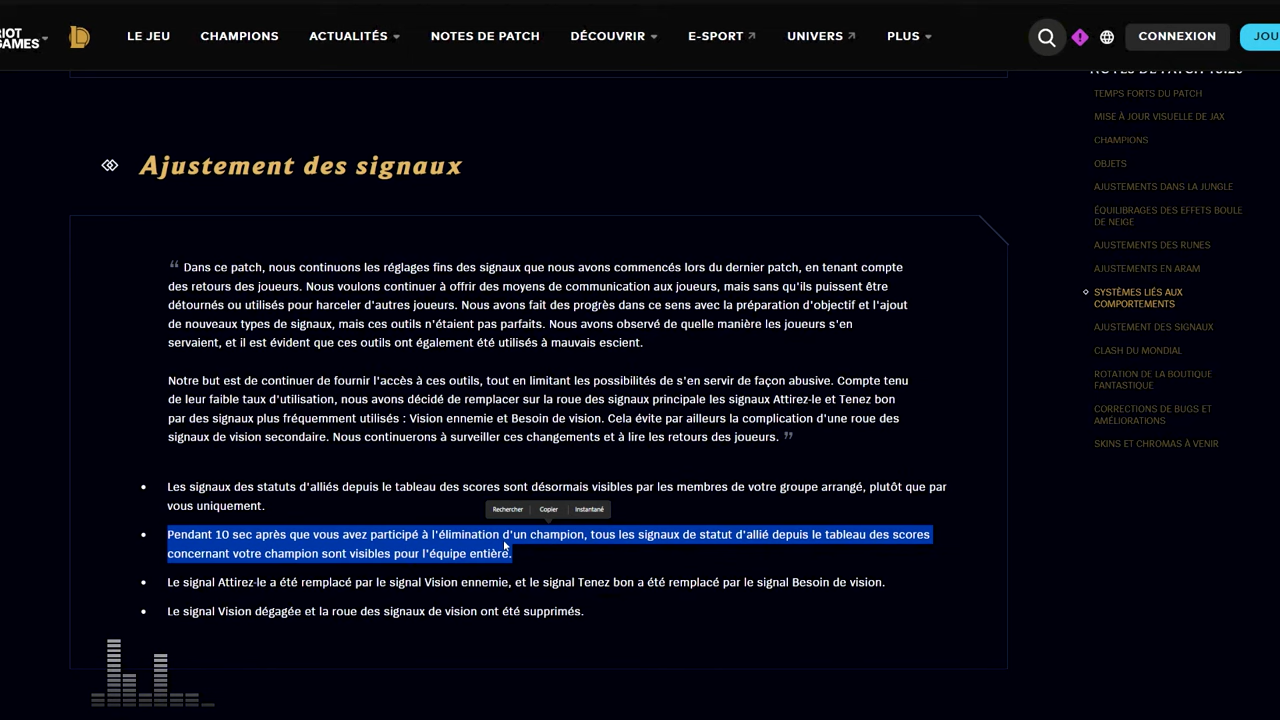 RIOT
GAMES
LE JEU
CHAMPIONS
ACTUALITÉS
NOTES DE PATCH
DÉCOUVRIR
E-SPORT
UNIVERS
PLUS
CONNEXION
JOU
TEMPS FORTS DU PATCH
MISE À JOUR VISUELLE DE JAX
CHAMPIONS
OBJETS
AJUSTEMENTS DANS LA JUNGLE
ÉQUILIBRAGES DES EFFETS BOULE
DE NEIGE
AJUSTEMENTS DES RUNES
AJUSTEMENTS EN ARAM
SYSTÈMES LIÉS AUX
COMPORTEMENTS
AJUSTEMENT DES SIGNAUX
CLASH DU MONDIAL
ROTATION DE LA BOUTIQUE
FANTASTIQUE
CORRECTIONS DE BUGS ET
AMÉLIORATIONS
SKINS ET CHROMAS À VENIR
Ajustement des signaux
“ Dans ce patch, nous continuons les réglages fins des signaux que nous avons commencés lors du dernier patch, en tenant compte
des retours des joueurs. Nous voulons continuer à offrir des moyens de communication aux joueurs, mais sans qu'ils puissent être
détournés ou utilisés pour harceler d'autres joueurs. Nous avons fait des progrès dans ce sens avec la préparation d'objectif et l'ajout
de nouveaux types de signaux, mais ces outils n'étaient pas parfaits. Nous avons observé de quelle manière les joueurs s'en
servaient, et il est évident que ces outils ont également été utilisés à mauvais escient.
Notre but est de continuer de fournir l'accès à ces outils, tout en limitant les possibilités de s'en servir de façon abusive. Compte tenu
de leur faible taux d'utilisation, nous avons décidé de remplacer sur la roue des signaux principale les signaux Attirez-le et Tenez bon
par des signaux plus fréquemment utilisés : Vision ennemie et Besoin de vision. Cela évite par ailleurs la complication d'une roue des
signaux de vision secondaire. Nous continuerons à surveiller ces changements et à lire les retours des joueurs. ”
• Les signaux des statuts d'alliés depuis le tableau des scores sont désormais visibles par les membres de votre groupe arrangé, plutôt que par
vous uniquement.
Rechercher Copier Instantané
• Pendant 10 sec après que vous avez participé à l'élimination d'un champion, tous les signaux de statut d'allié depuis le tableau des scores
concernant votre champion sont visibles pour l'équipe entière.
• Le signal Attirez-le a été remplacé par le signal Vision ennemie, et le signal Tenez bon a été remplacé par le signal Besoin de vision.
• Le signal Vision dégagée et la roue des signaux de vision ont été supprimés.